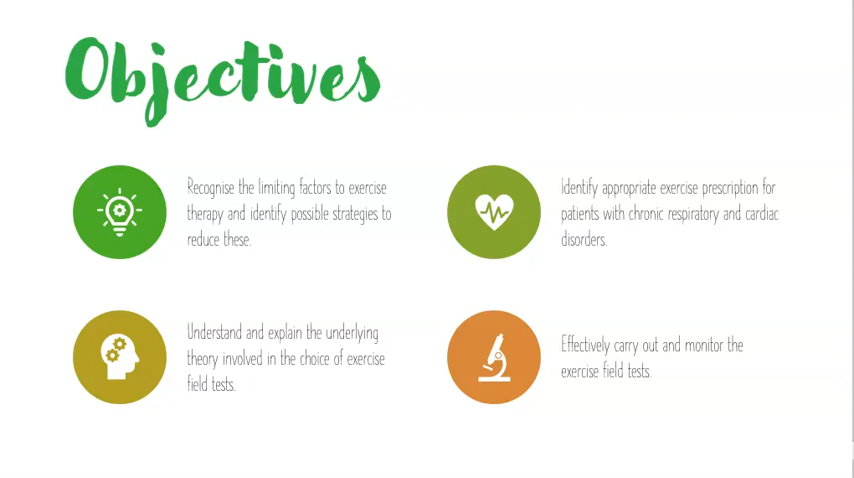 Objectives
Recognise the limiting factors to exercise
therapy and identify possible strategies to
reduce these.
Identify appropriate exercise prescription for
patients with chronic respiratory and cardiac
disorders.
Understand and explain the underlying
theory involved in the choice of exercise
field tests.
Effectively carry out and monitor the
exercise field tests.